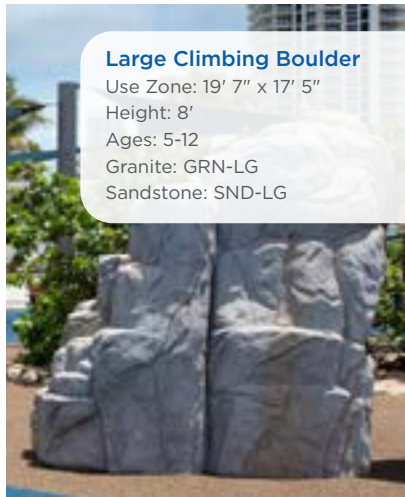 Large Climbing Boulder
Use Zone: 19' 7" x 17' 5"
Height: 8'
Ages: 5-12
Granite: GRN-LG
Sandstone: SND-LG